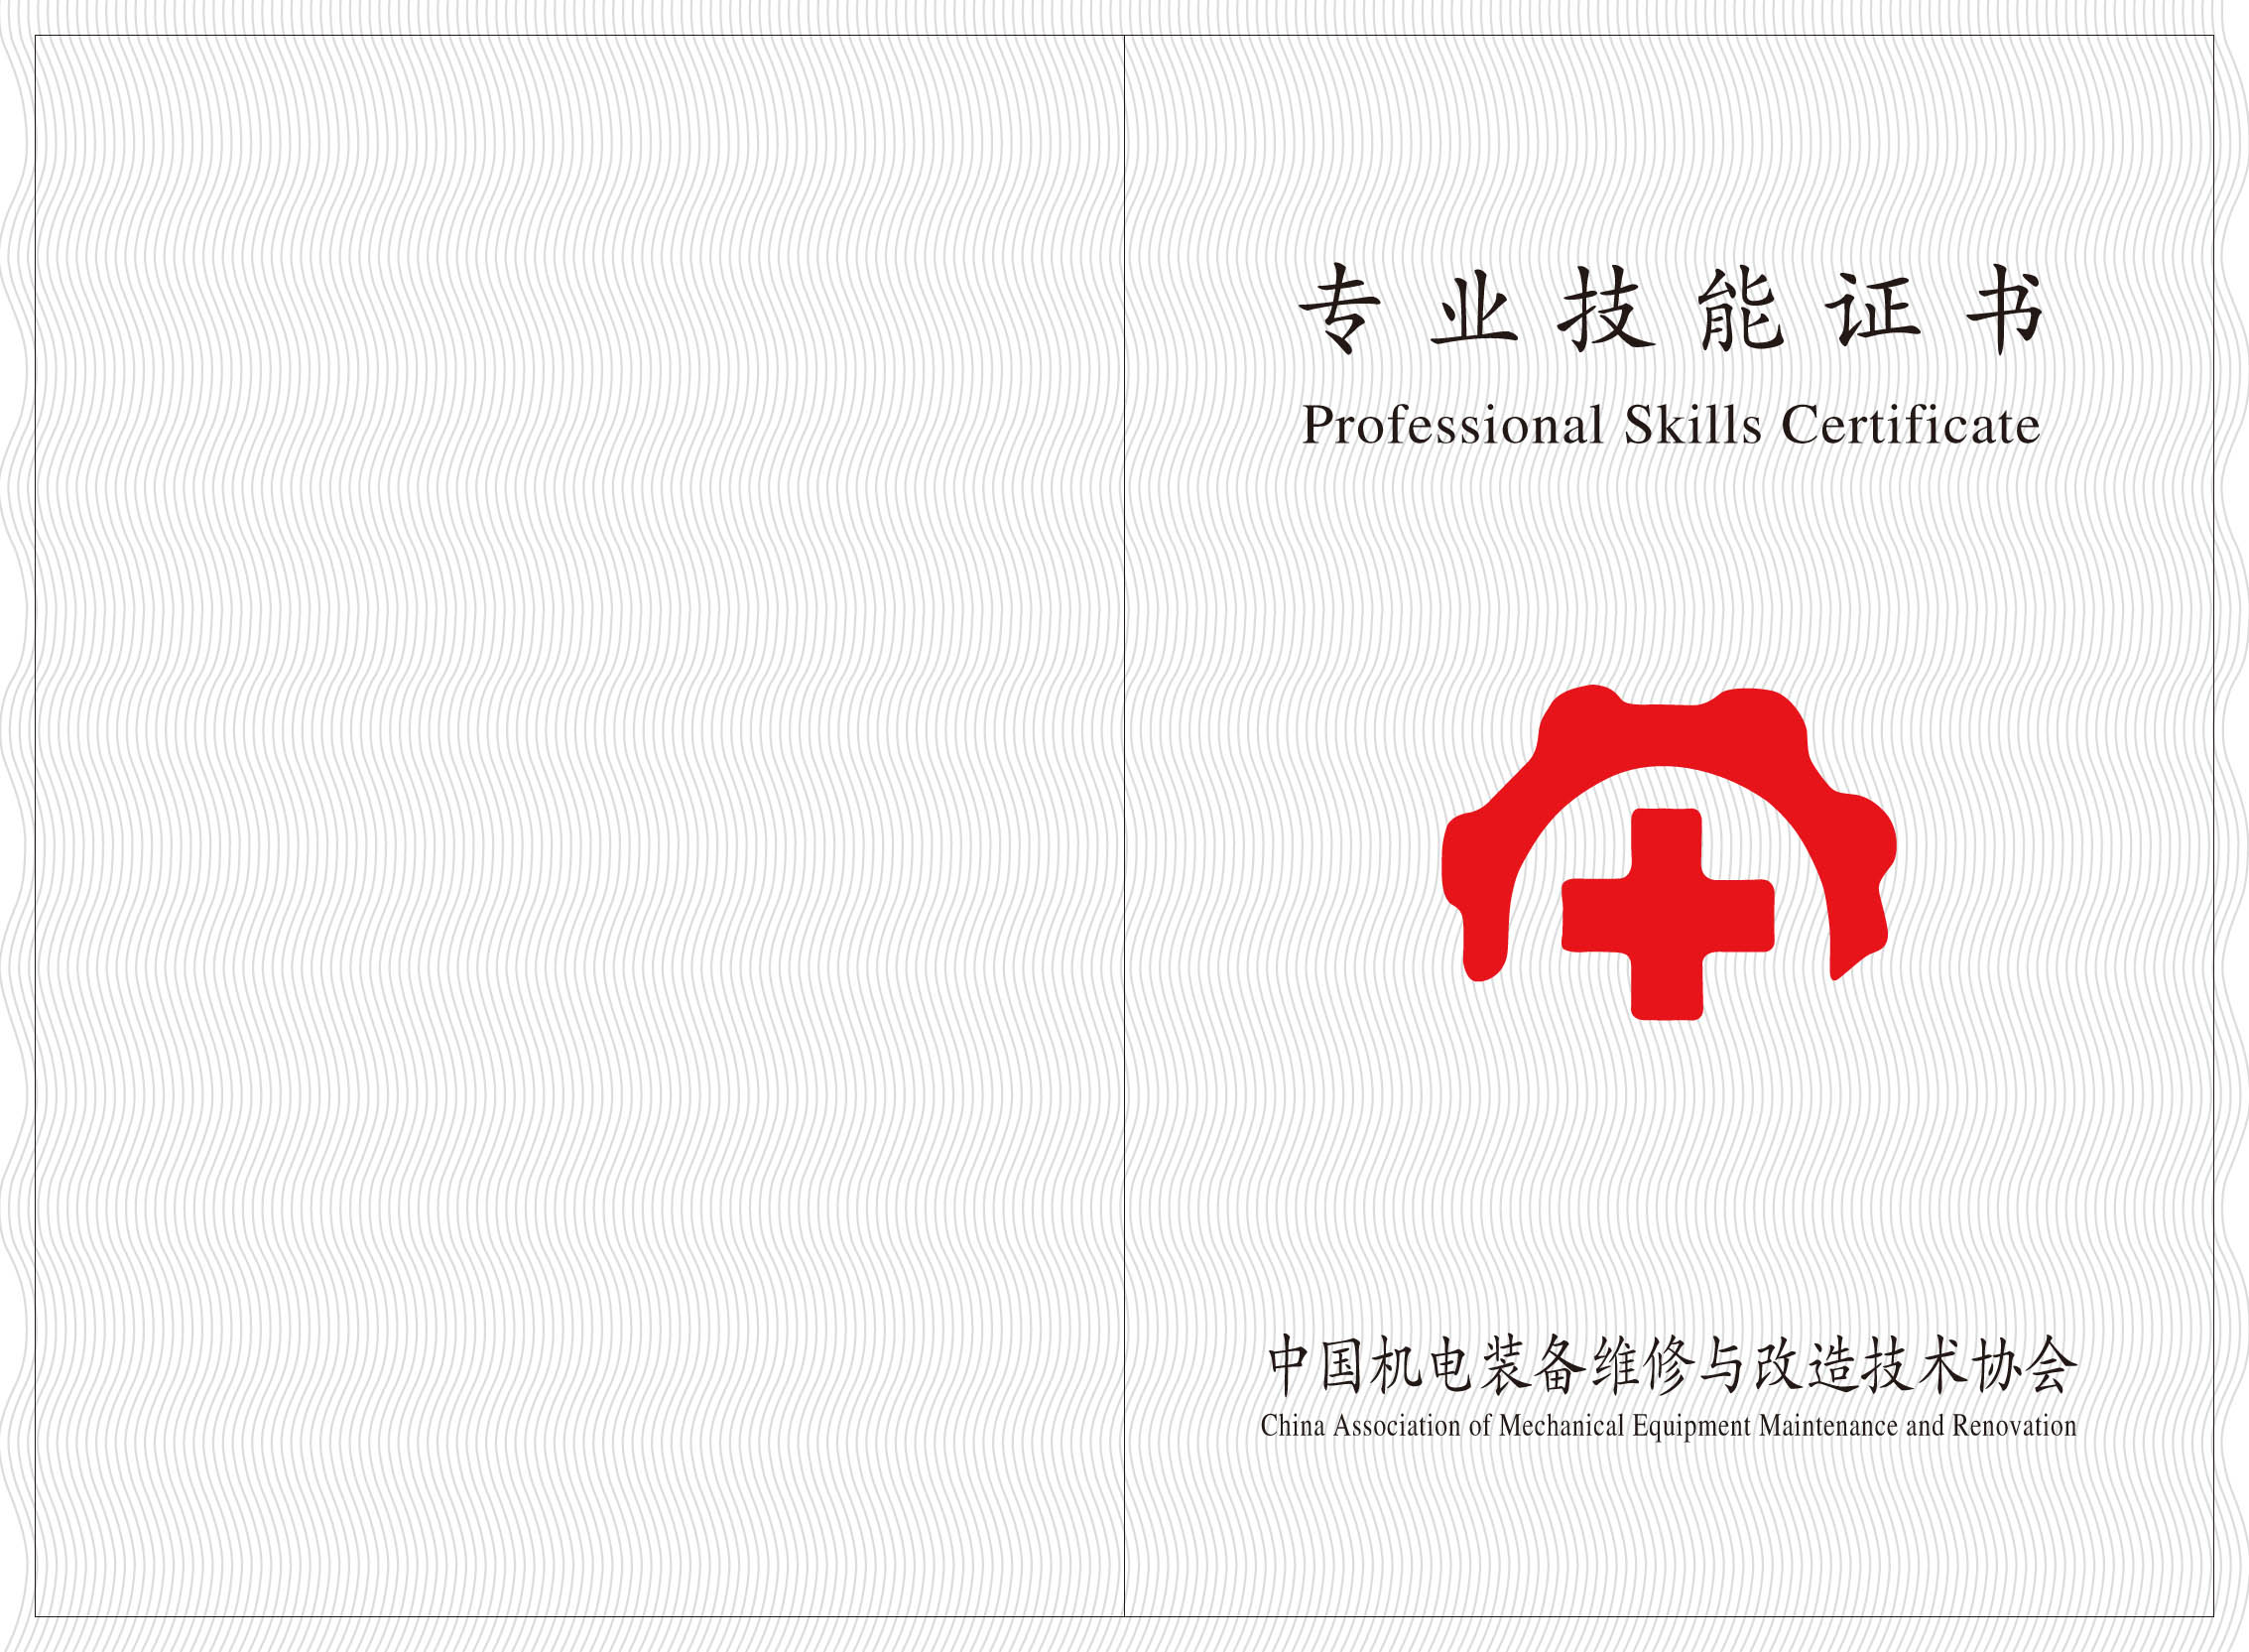 专业技能证书
Professional Skills Certificate
中国机电装备维修与改造技术协会
China Association of Mechanical Equipment Maintenance and Renovation